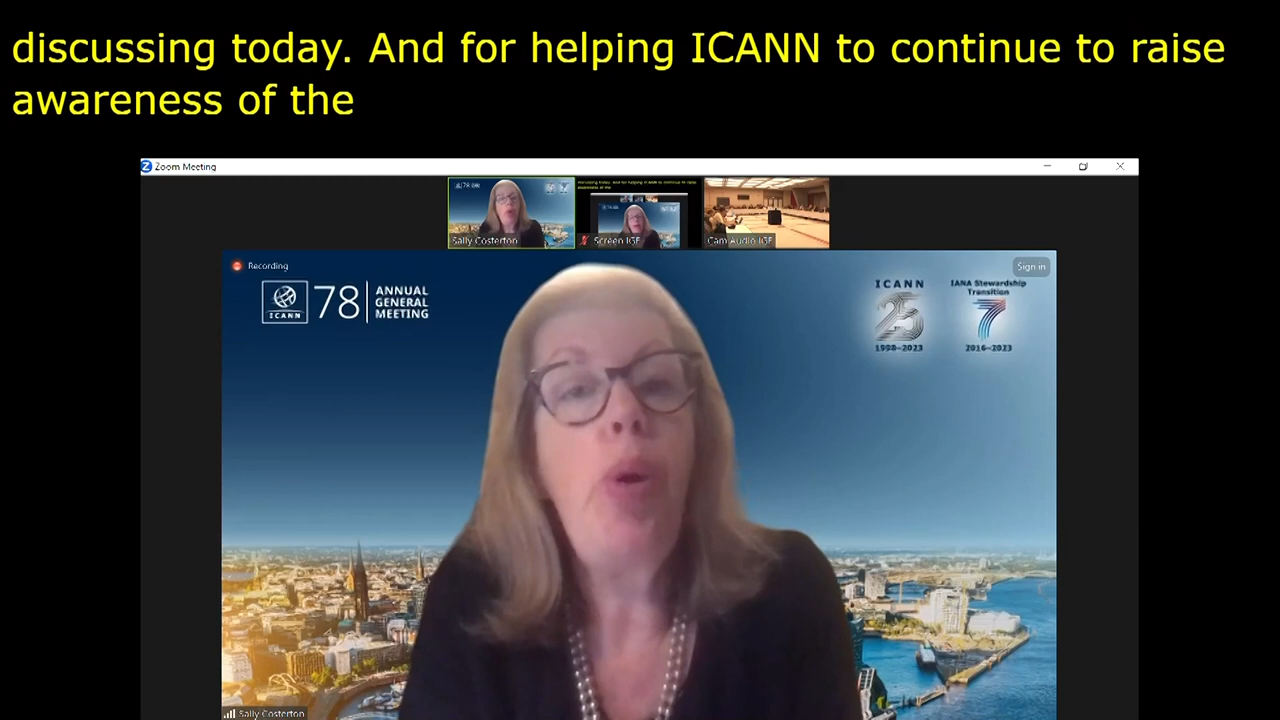 discussing today. And for helping ICANN to continue to raise
awareness of the
Zoom Meeting
Sally Costerton
Screen IGF
Cam Audio IGF
Recording
Sign in
ICANN
78
ANNUAL
GENERAL
MEETING
ICANN
25
1998–2023
IANA Stewardship
Transition
7
2016–2023
Sally Costerton